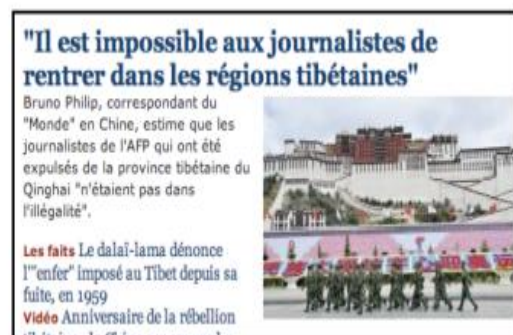 "Il est impossible aux journalistes de
rentrer dans les régions tibétaines"
Bruno Philip, correspondant du
"Monde" en Chine, estime que les
journalistes de l'AFP qui ont été
expulsés de la province tibétaine du
Qinghai "n'étaient pas dans
l'illégalité".
Les faits Le dalaï-lama dénonce
l'"enfer" imposé au Tibet depuis sa
fuite, en 1959
Vidéo Anniversaire de la rébellion